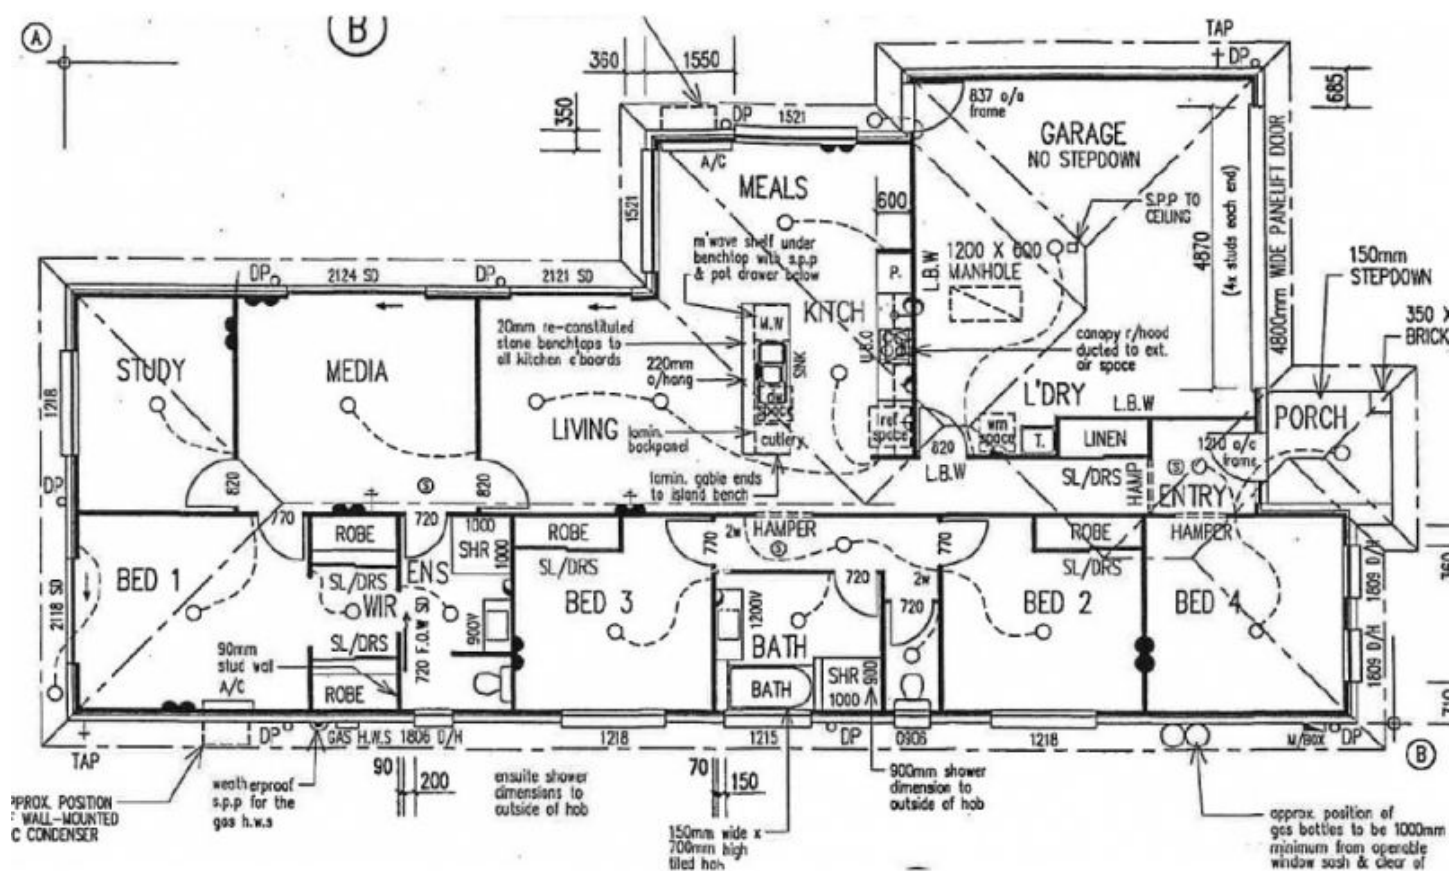 A
B
TAP
DP
360
1550
685
350
DP
1521
837 o/a
frame
GARAGE
NO STEPDOWN
A/C
MEALS
600
S.P.P TO
CEILING
4870
(4x studs each end)
4800mm WIDE PANELIFT DOOR
1521
m'wave shelf under
benchtop with s.p.p
& pot drawer below
L.B.W
1200 X 600
MANHOLE
150mm
STEPDOWN
DP
2124 SD
DP
2121 SD
P.
M.W
KITCH
350 X
BRICK
20mm re-constituted
stone benchtops to
all kitchen c'boards
U.B.O
canopy r/hood
ducted to ext.
air space
220mm
o/hang
SINK
STUDY
MEDIA
1218
L'DRY
L.B.W
PORCH
LIVING
lamin.
backpanel
cutlery
ref
space
820
wm
space
T.
LINEN
1210 o/a
frame
DP
820
820
lamin. gable ends
to island bench
L.B.W
SL/DRS
HAMP
S
ENTRY
S
770
ROBE
720
1000
SHR
1000
ROBE
2w
HAMPER
S
770
770
ROBE
HAMPER
BED 1
SL/DRS
ENS
SL/DRS
720
2w
SL/DRS
1809 D/H
2118 SD
WIR
BED 3
1200V
720
BED 2
BED 4
SL/DRS
720 F.O.W SD
900V
BATH
90mm
stud wall
A/C
ROBE
BATH
SHR
1000
900
1809 D/H
TAP
DP
GAS H.W.S
1806 D/H
1218
1215
DP
0906
1218
M/BOX
DP
B
weatherproof
s.p.p for the
gas h.w.s
90
200
ensuite shower
dimensions to
outside of hob
70
150
900mm shower
dimension to
outside of hob
PPROX. POSITION
F WALL-MOUNTED
C CONDENSER
150mm wide x
700mm high
tiled hob
approx. position of
gas bottles to be 1000mm
minimum from openable
window sash & clear of